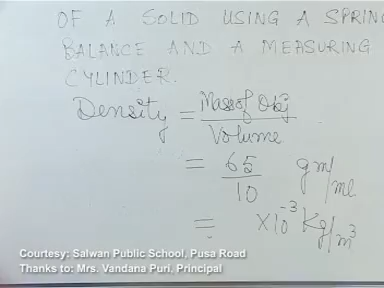 OF A SOLID USING A SPRING
BALANCE AND A MEASURING
CYLINDER.
Density = Mass of Obj / Volume
= 65 / 10 gm/ml
= ×10⁻³ Kg/m³
Courtesy: Salwan Public School, Pusa Road
Thanks to: Mrs. Vandana Puri, Principal